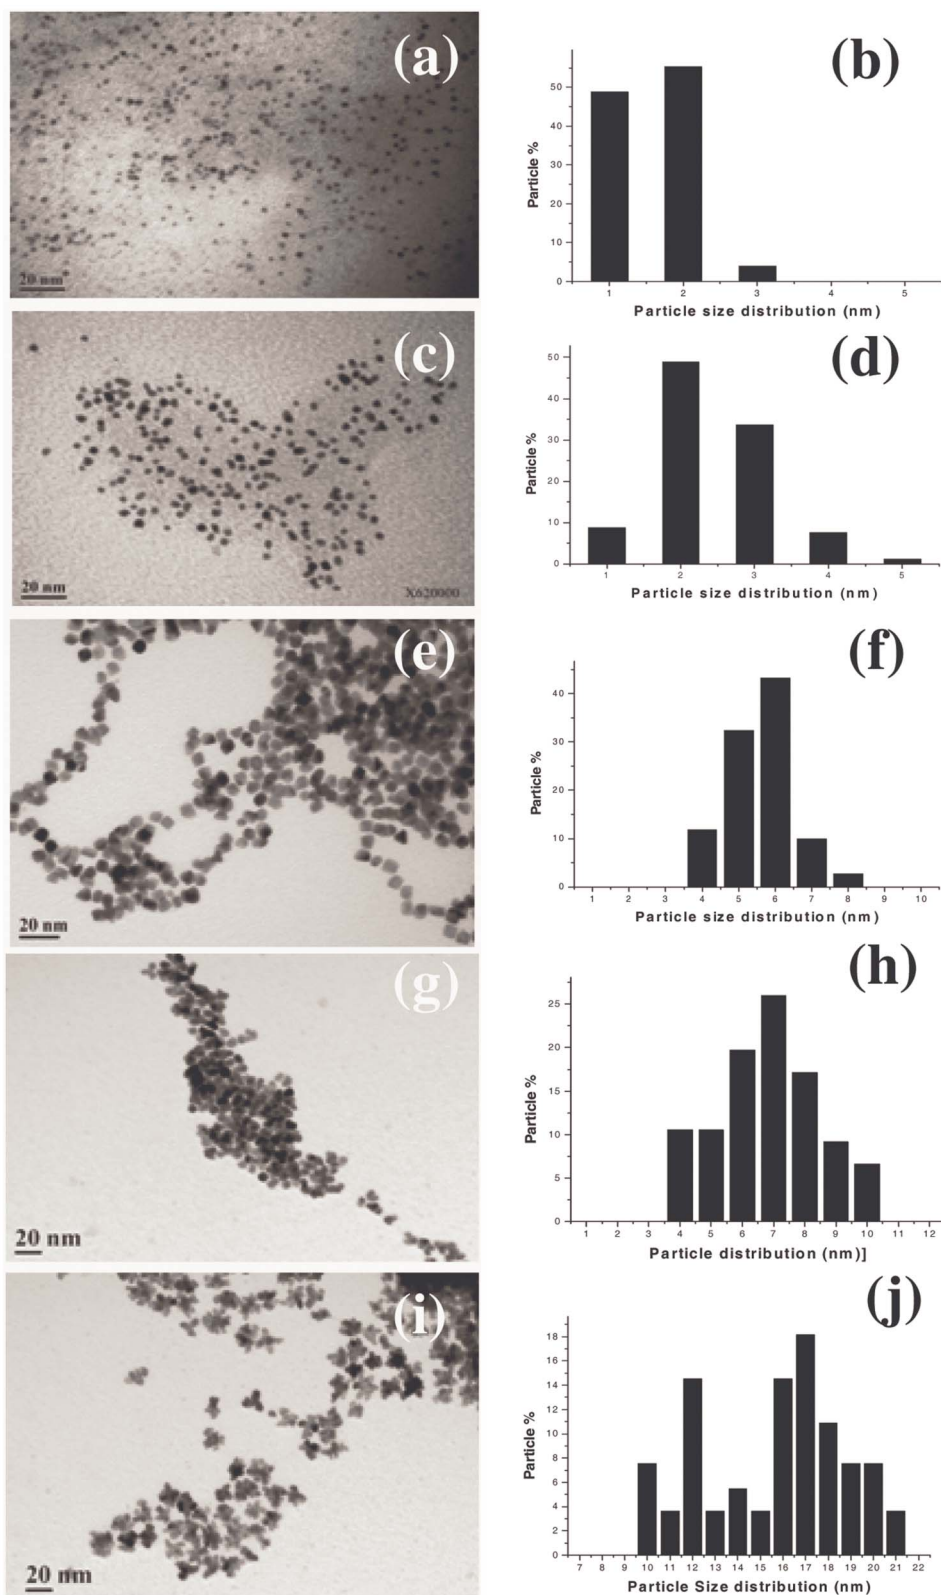 (a)
20 nm
(b)
Particle %
50
40
30
20
10
0
1 2 3 4 5
Particle size distribution (nm)
(c)
20 nm
X620000
(d)
Particle %
50
40
30
20
10
0
1 2 3 4 5
Particle size distribution (nm)
(e)
20 nm
(f)
Particle %
40
30
20
10
0
1 2 3 4 5 6 7 8 9 10
Particle size distribution (nm)
(g)
20 nm
(h)
Particle %
25
20
15
10
5
0
1 2 3 4 5 6 7 8 9 10 11 12
Particle distribution (nm)]
(i)
20 nm
(j)
Particle %
18
16
14
12
10
8
6
4
2
0
7 8 9 10 11 12 13 14 15 16 17 18 19 20 21 22
Particle Size distribution (nm)